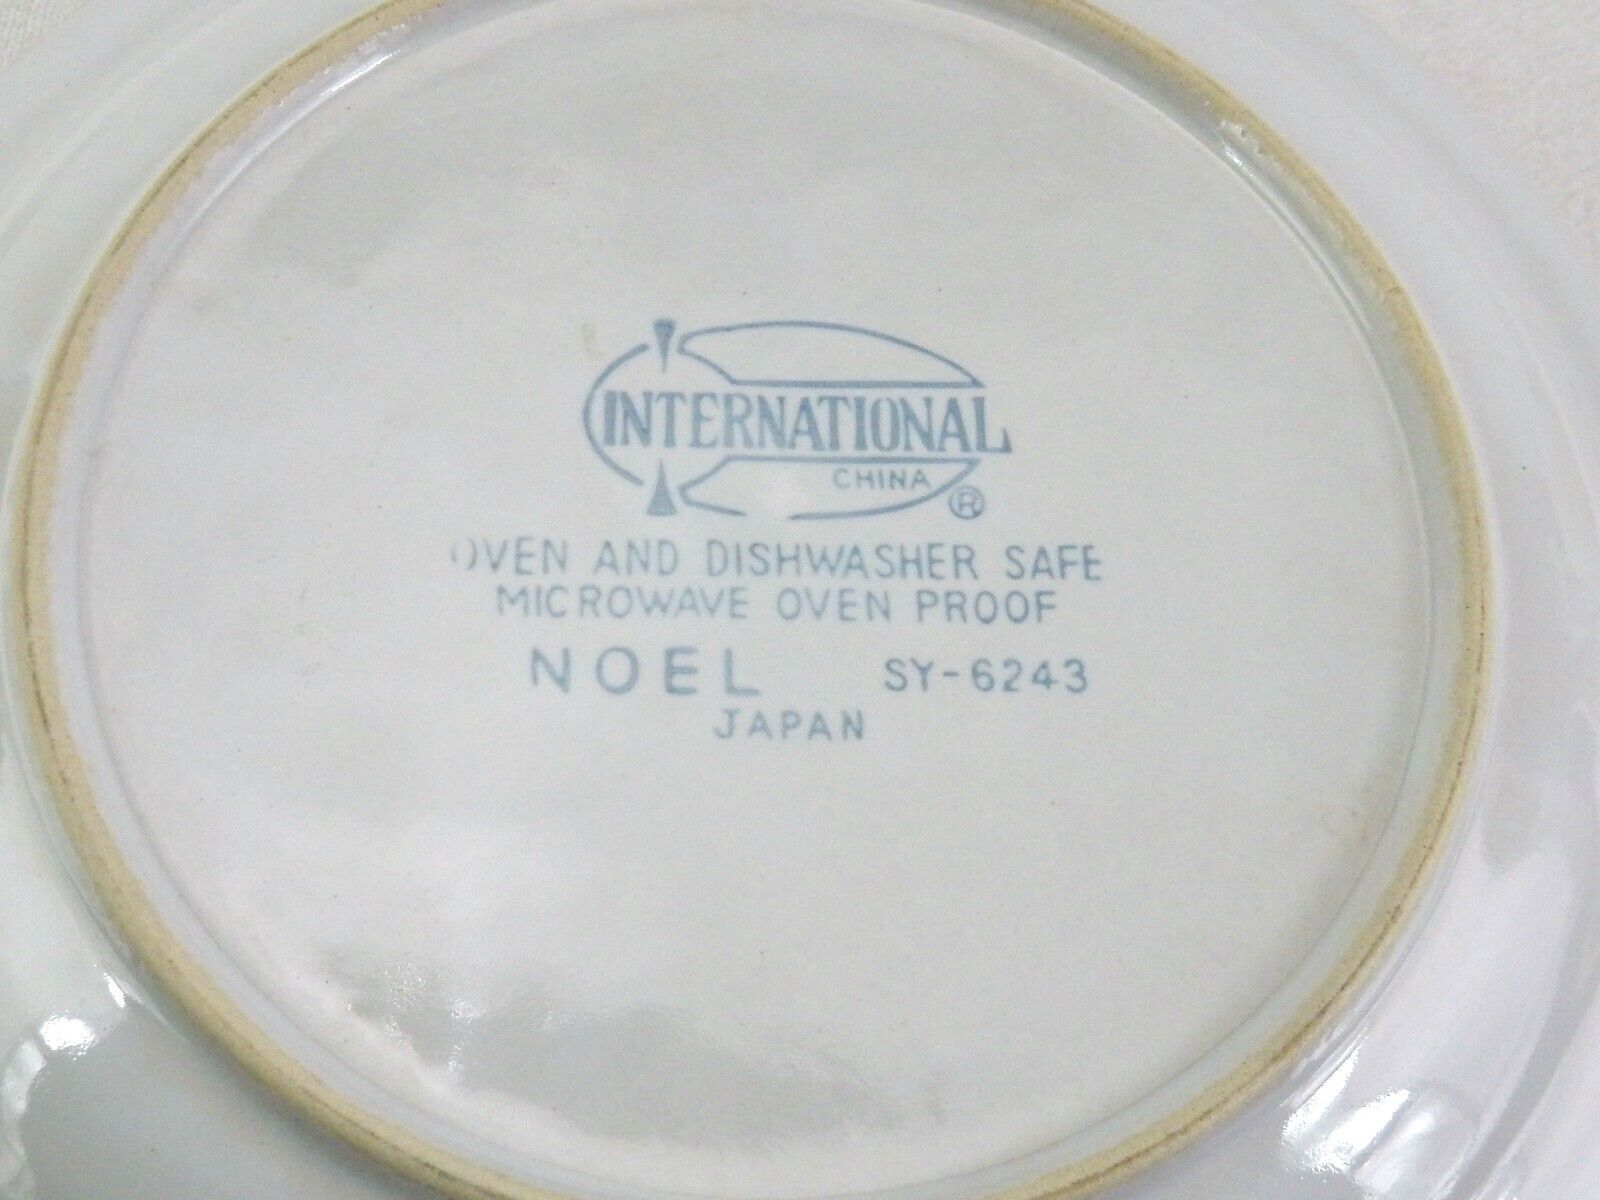 INTERNATIONAL
CHINA ®
OVEN AND DISHWASHER SAFE
MICROWAVE OVEN PROOF
NOEL SY-6243
JAPAN